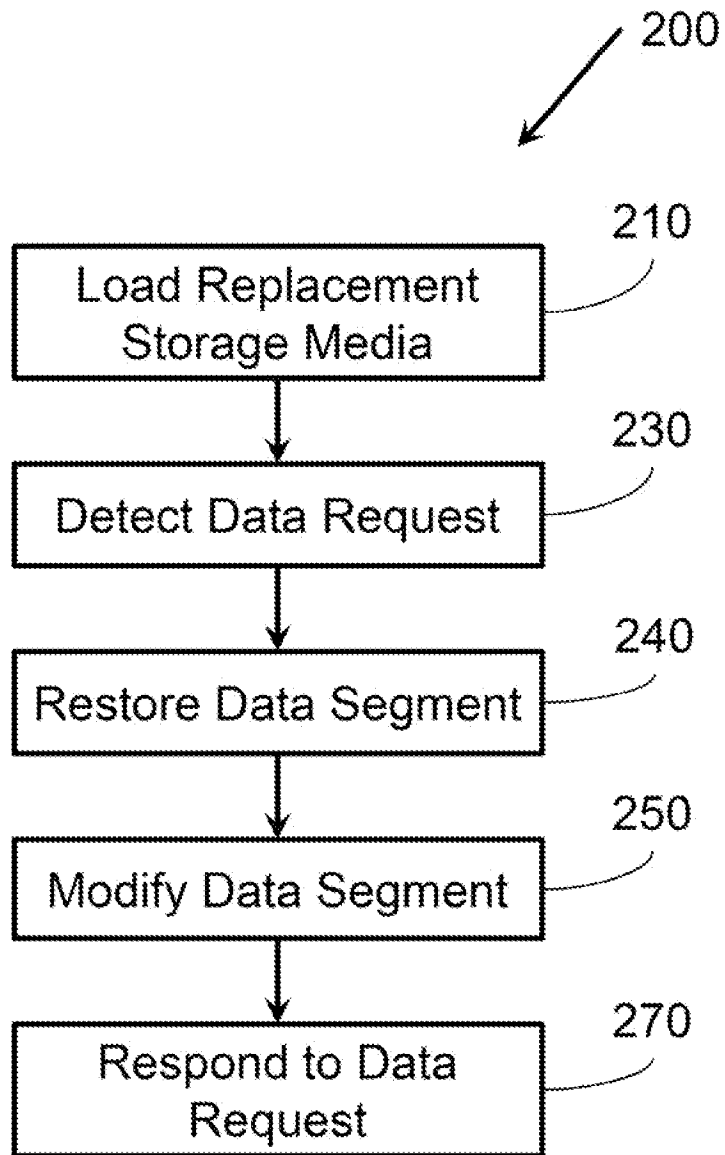 200
210
Load Replacement
Storage Media
230
Detect Data Request
240
Restore Data Segment
250
Modify Data Segment
270
Respond to Data
Request